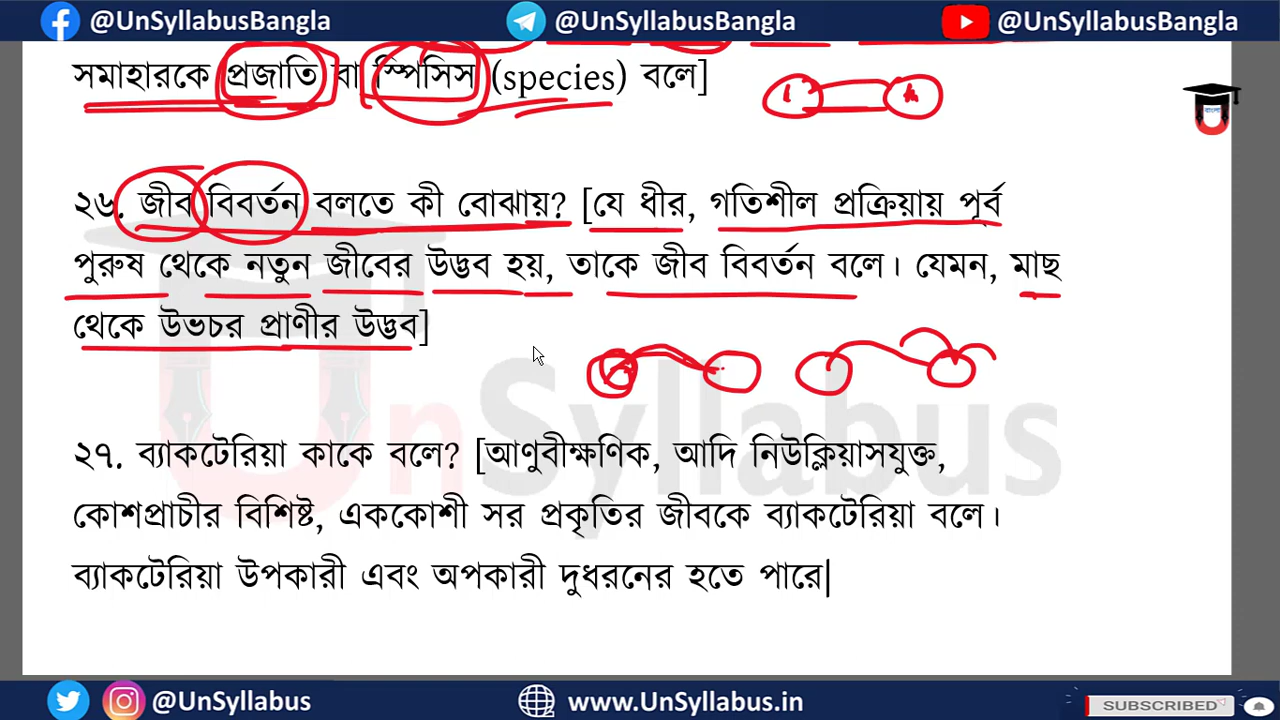 @UnSyllabusBangla @UnSyllabusBangla @UnSyllabusBangla
সমাহারকে প্রজাতি বা স্পিসিস (species) বলে]
২৬. জীব বিবর্তন বলতে কী বোঝায়? [যে ধীর, গতিশীল প্রক্রিয়ায় পূর্ব
পুরুষ থেকে নতুন জীবের উদ্ভব হয়, তাকে জীব বিবর্তন বলে। যেমন, মাছ
থেকে উভচর প্রাণীর উদ্ভব]
UnSyllabus
২৭. ব্যাকটেরিয়া কাকে বলে? [আণুবীক্ষণিক, আদি নিউক্লিয়াসযুক্ত,
কোশপ্রাচীর বিশিষ্ট, এককোশী সর প্রকৃতির জীবকে ব্যাকটেরিয়া বলে।
ব্যাকটেরিয়া উপকারী এবং অপকারী দুধরনের হতে পারে|
@UnSyllabus www.UnSyllabus.in SUBSCRIBED